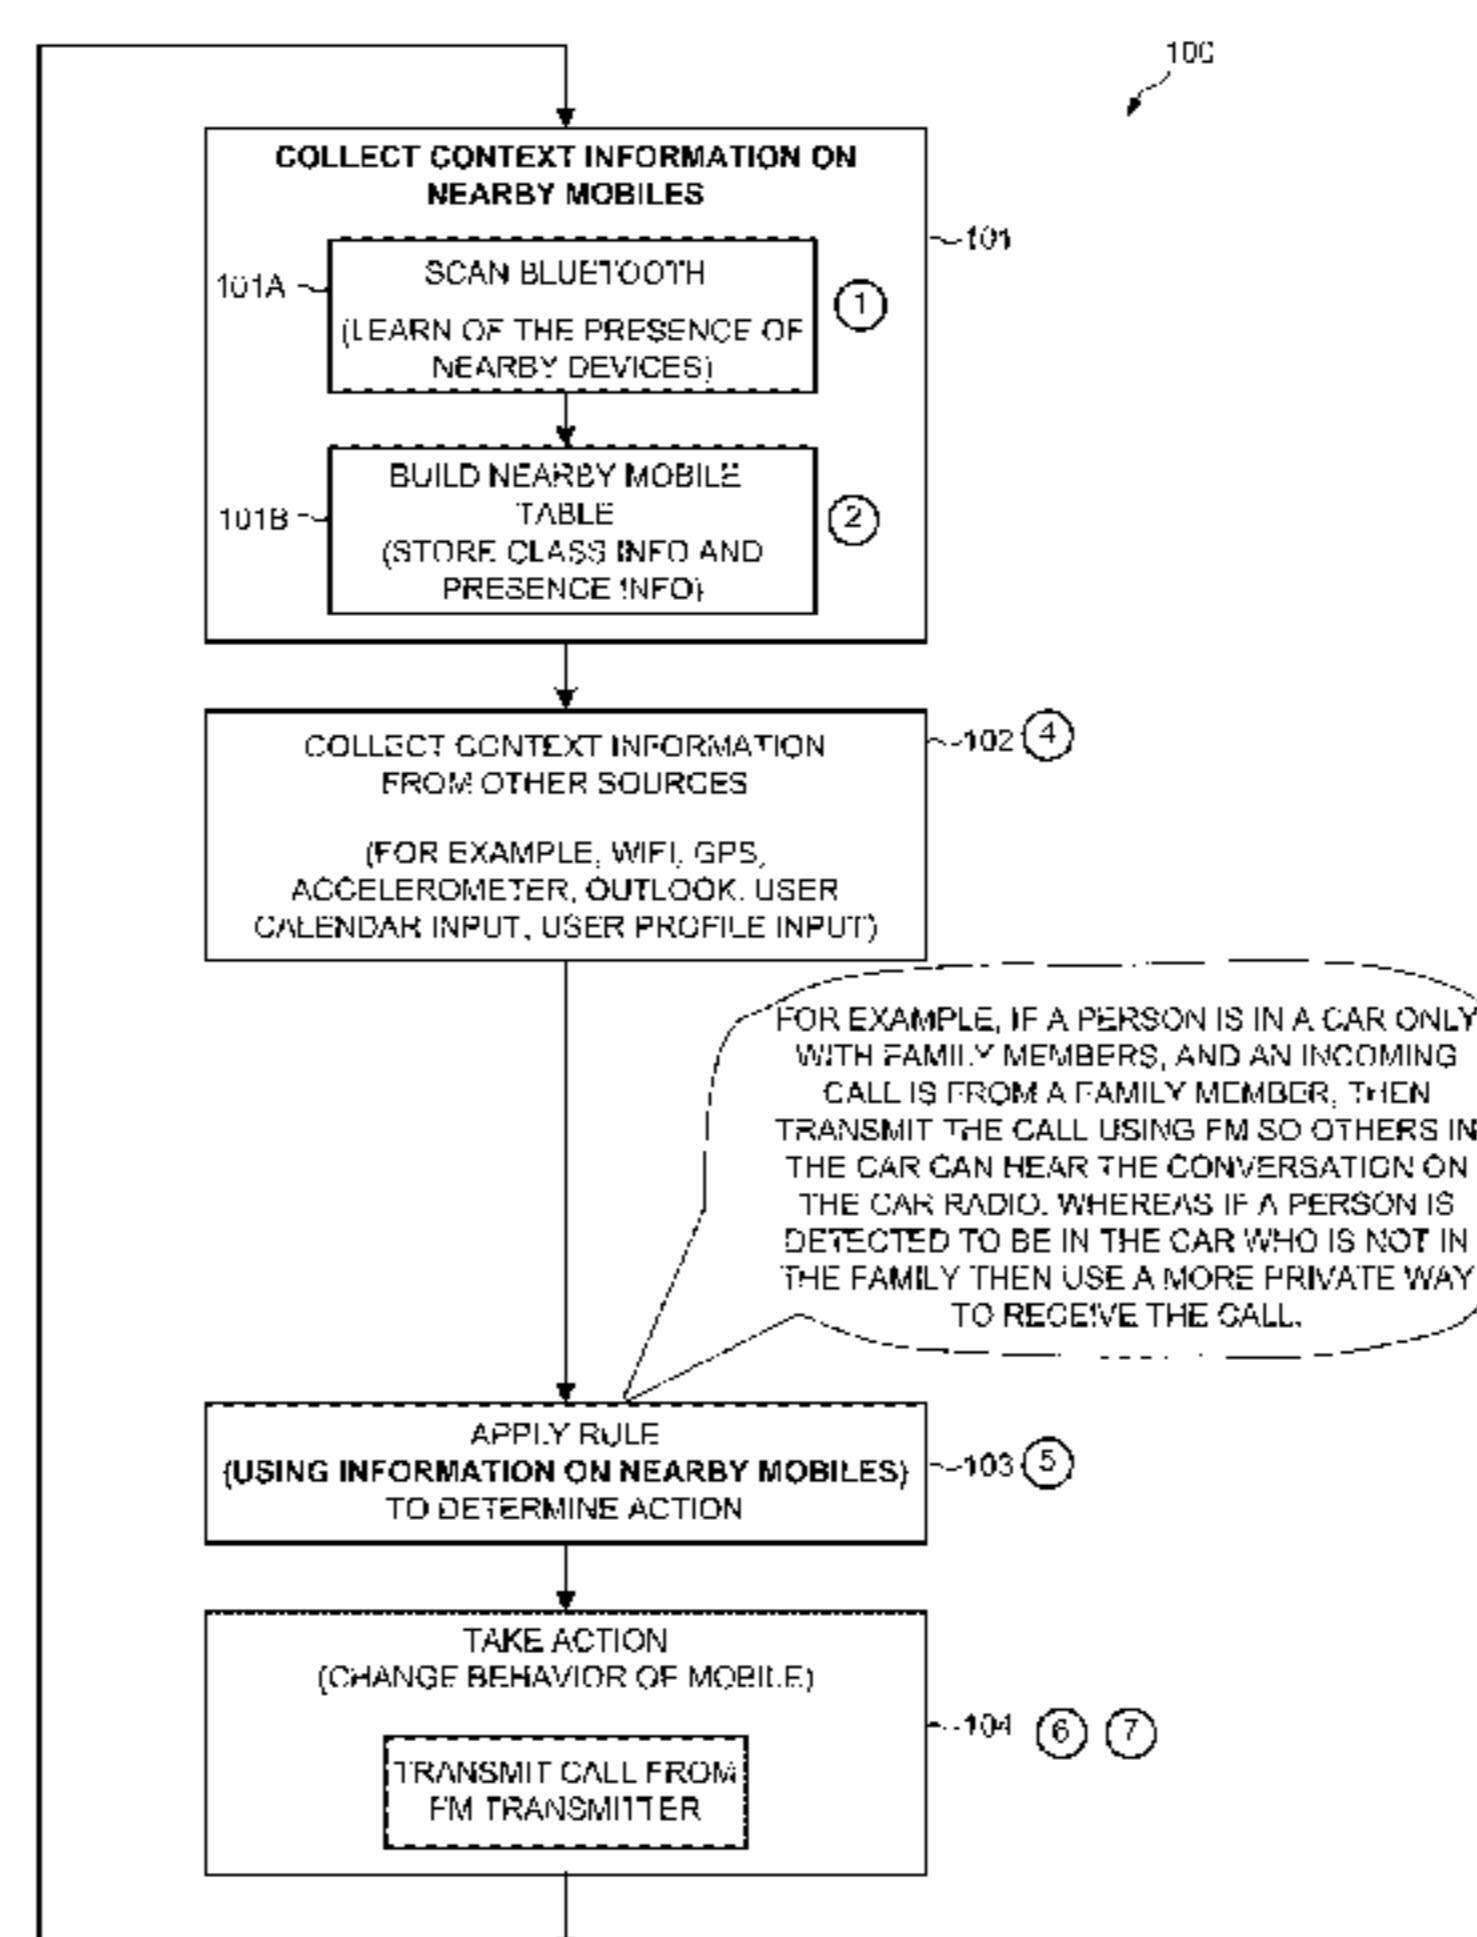 100
COLLECT CONTEXT INFORMATION ON
NEARBY MOBILES
101
101A
SCAN BLUETOOTH
(LEARN OF THE PRESENCE OF
NEARBY DEVICES)
1
101B
BUILD NEARBY MOBILE
TABLE
(STORE CLASS INFO AND
PRESENCE INFO)
2
COLLECT CONTEXT INFORMATION
FROM OTHER SOURCES
(FOR EXAMPLE, WIFI, GPS,
ACCELEROMETER, OUTLOOK, USER
CALENDAR INPUT, USER PROFILE INPUT)
102 4
FOR EXAMPLE, IF A PERSON IS IN A CAR ONLY
WITH FAMILY MEMBERS, AND AN INCOMING
CALL IS FROM A FAMILY MEMBER, THEN
TRANSMIT THE CALL USING FM SO OTHERS IN
THE CAR CAN HEAR THE CONVERSATION ON
THE CAR RADIO. WHEREAS IF A PERSON IS
DETECTED TO BE IN THE CAR WHO IS NOT IN
THE FAMILY THEN USE A MORE PRIVATE WAY
TO RECEIVE THE CALL.
APPLY RULE
(USING INFORMATION ON NEARBY MOBILES)
TO DETERMINE ACTION
103 5
TAKE ACTION
(CHANGE BEHAVIOR OF MOBILE)
104 6 7
TRANSMIT CALL FROM
FM TRANSMITTER